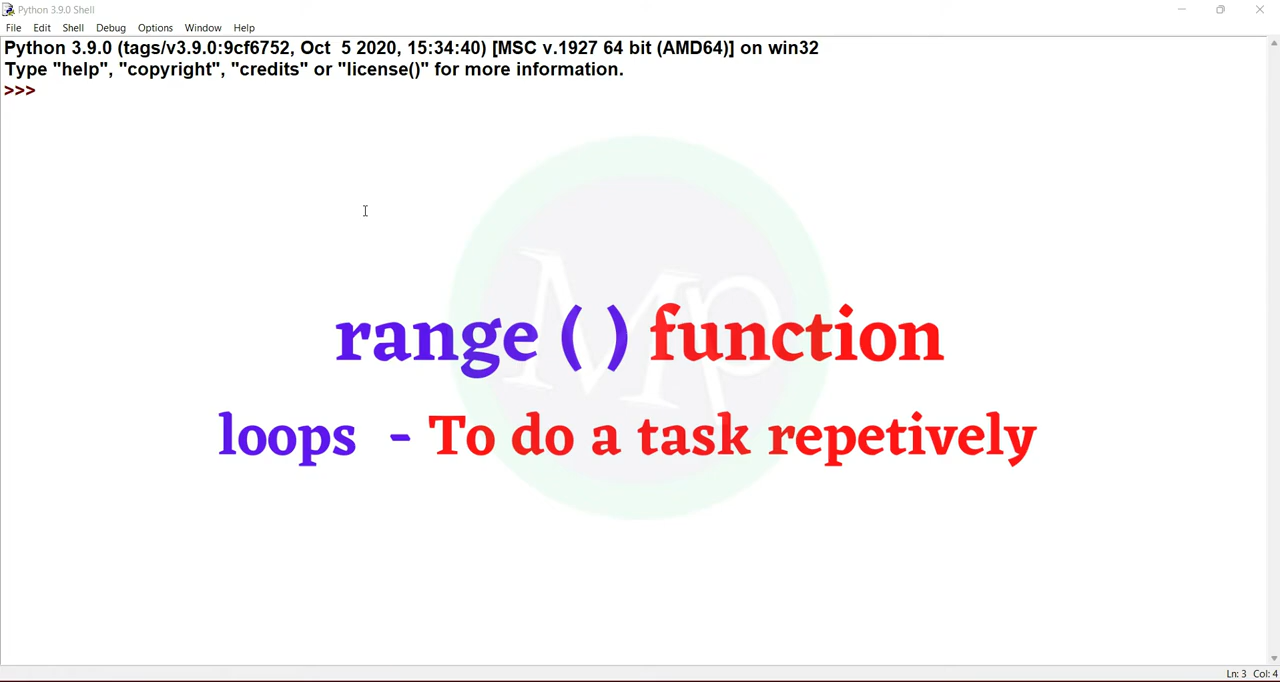 Python 3.9.0 Shell
File Edit Shell Debug Options Window Help
Python 3.9.0 (tags/v3.9.0:9cf6752, Oct  5 2020, 15:34:40) [MSC v.1927 64 bit (AMD64)] on win32
Type "help", "copyright", "credits" or "license()" for more information.
>>>
Mp
range ( ) function
loops - To do a task repetively
Ln: 3 Col: 4